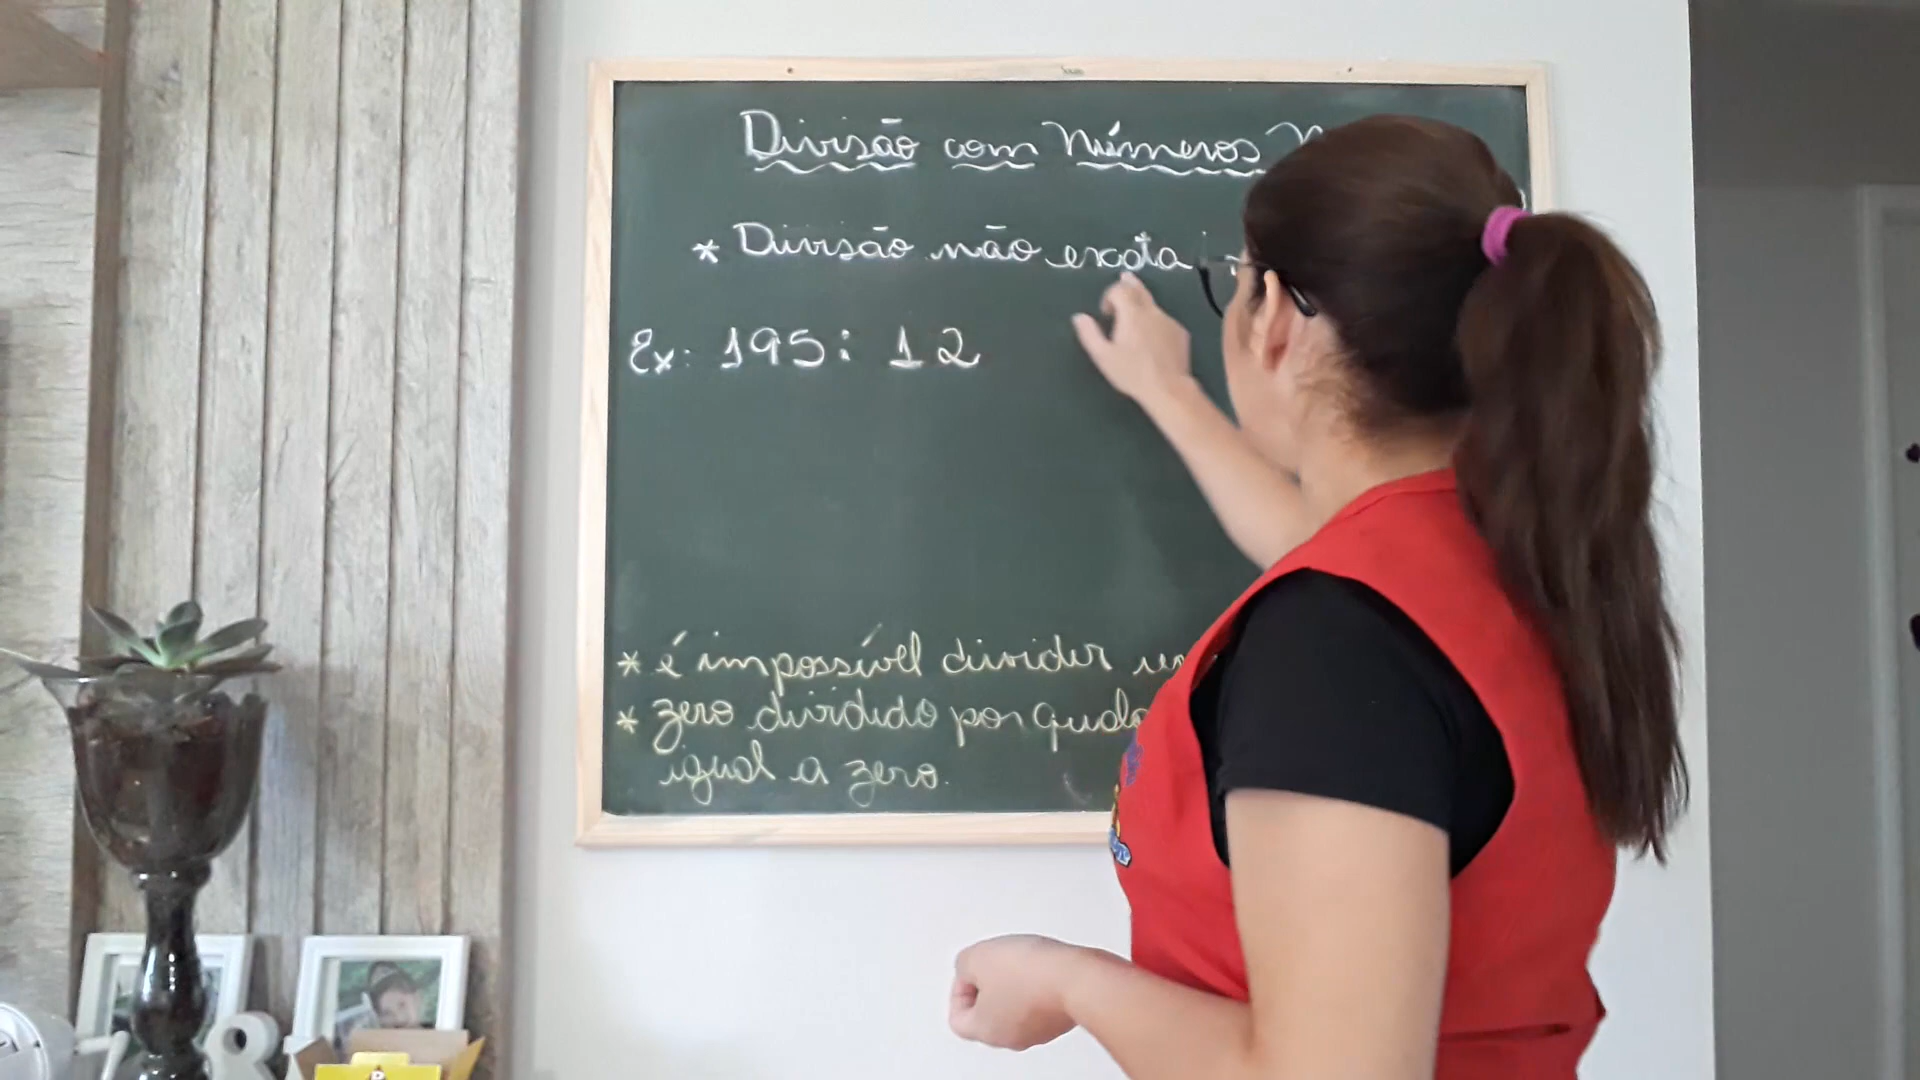 Divisão com Números
* Divisão não exata
Ex: 195: 12
* é impossível dividir
* zero dividido por
igual a zero.